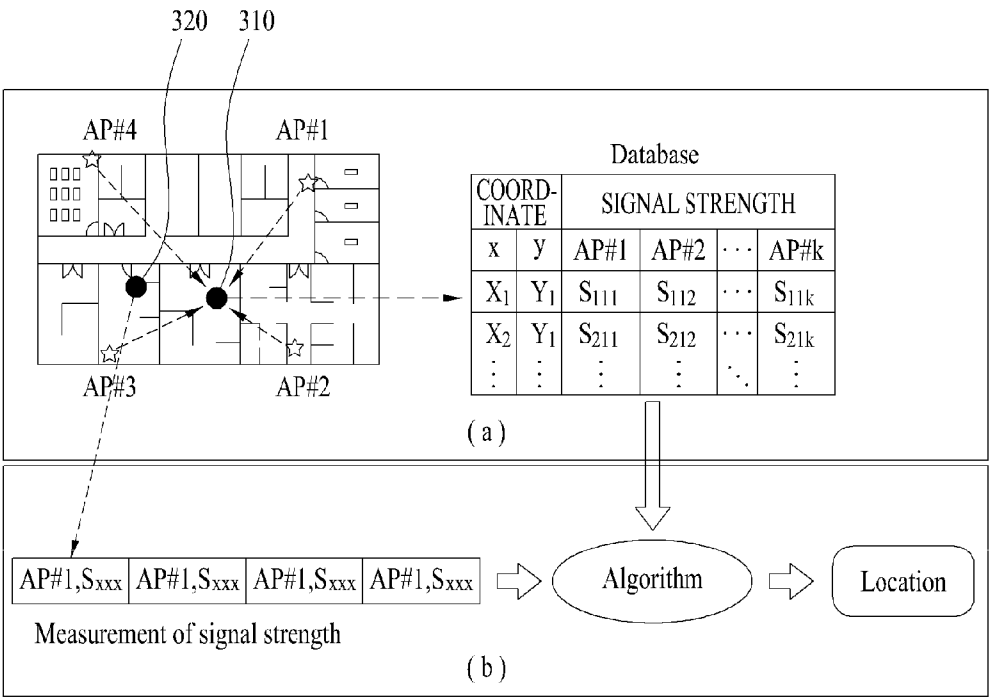 320 310
AP#4 AP#1
Database
COORD-
INATE
SIGNAL STRENGTH
x y AP#1 AP#2 ··· AP#k
X₁ Y₁ S₁₁₁ S₁₁₂ ··· S₁₁ₖ
X₂ Y₁ S₂₁₁ S₂₁₂ ··· S₂₁ₖ
⋮ ⋮ ⋮ ⋮ ⋱ ⋮
AP#3 AP#2
( a )
AP#1,Sxxx AP#1,Sxxx AP#1,Sxxx AP#1,Sxxx
Algorithm
Location
Measurement of signal strength
( b )